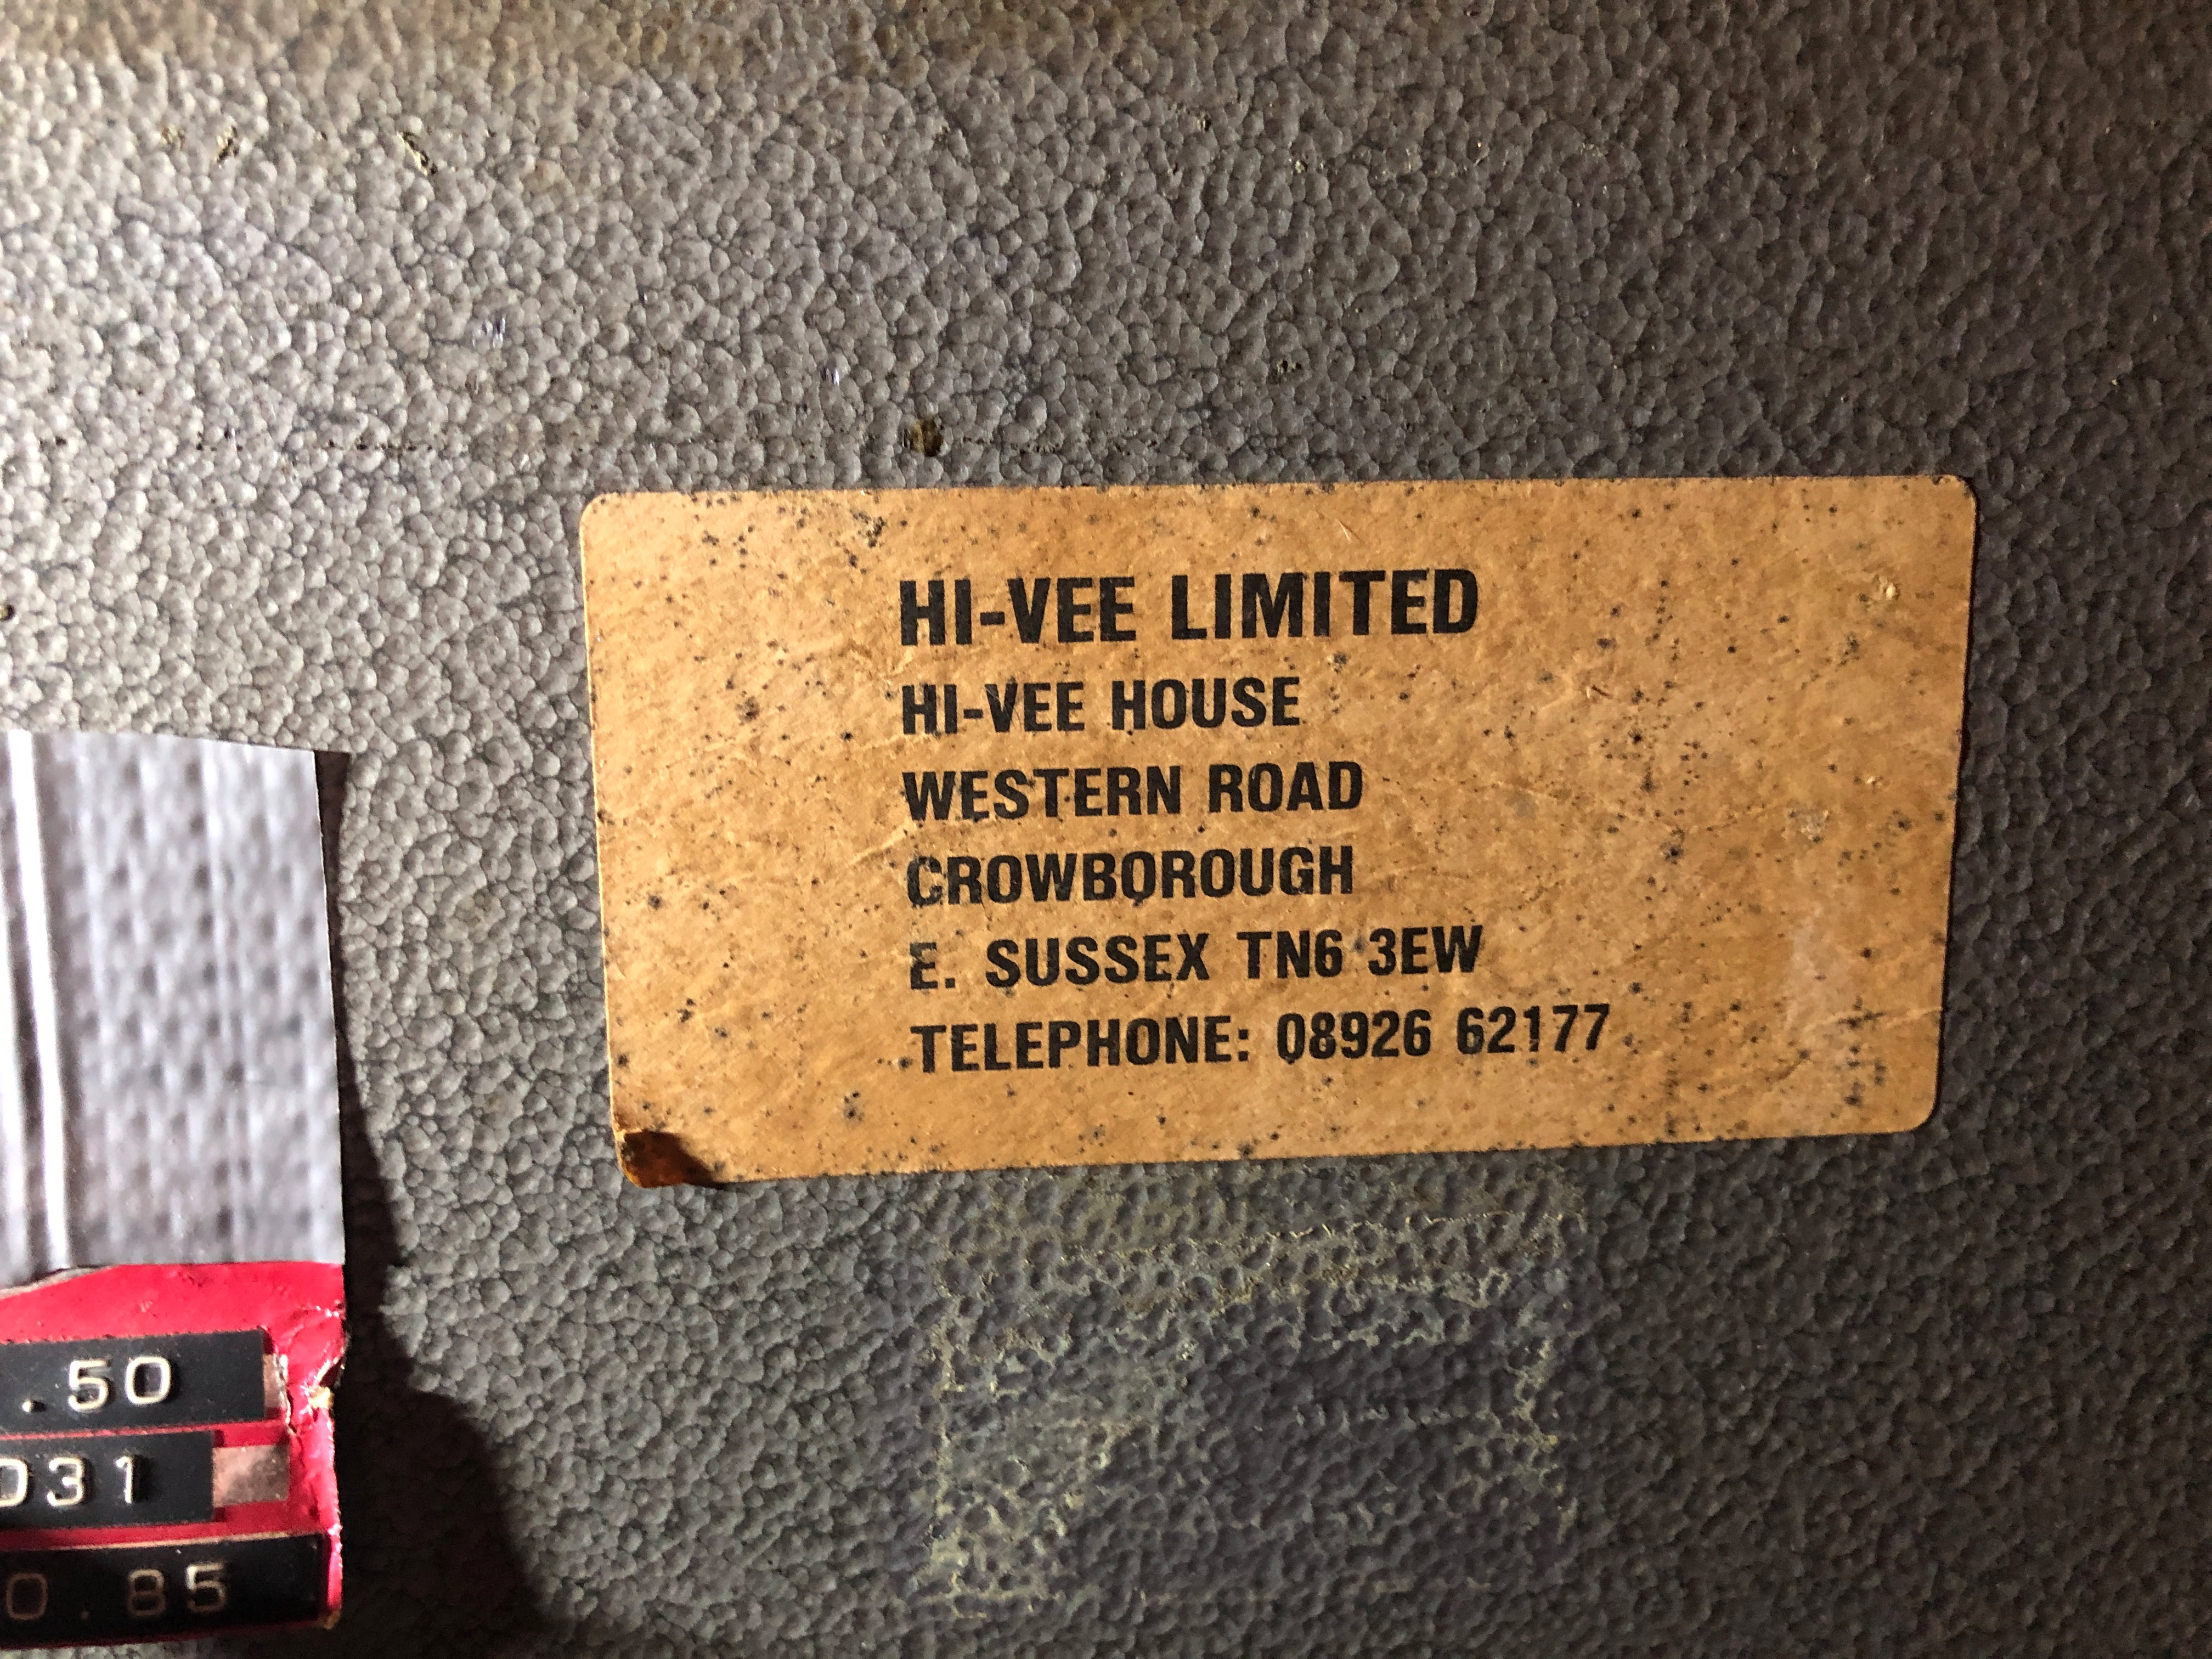 HI-VEE LIMITED
HI-VEE HOUSE
WESTERN ROAD
CROWBOROUGH
E. SUSSEX TN6 3EW
TELEPHONE: 08926 62177
.50
031
0.85